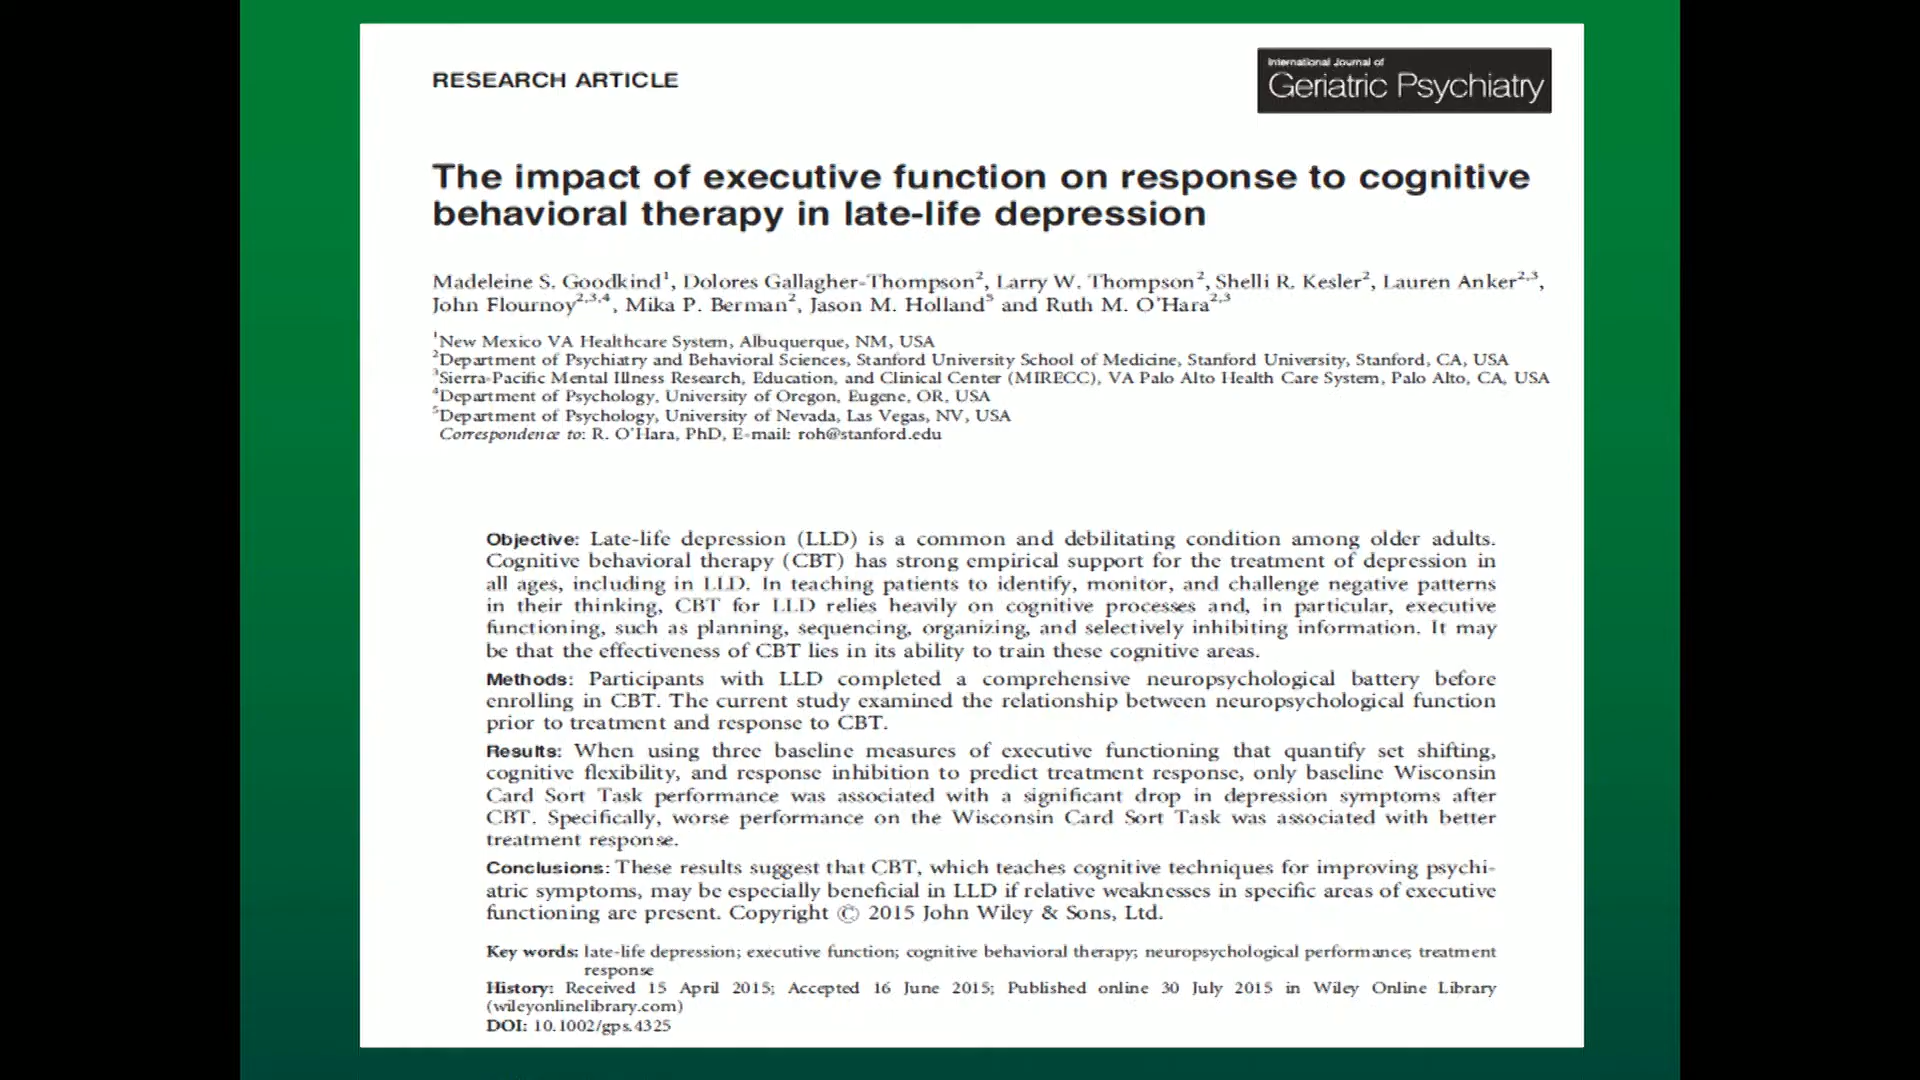 RESEARCH ARTICLE
International Journal of
Geriatric Psychiatry
The impact of executive function on response to cognitive
behavioral therapy in late-life depression
Madeleine S. Goodkind1, Dolores Gallagher-Thompson2, Larry W. Thompson2, Shelli R. Kesler2, Lauren Anker2,3,
John Flournoy2,3,4, Mika P. Berman2, Jason M. Holland5 and Ruth M. O'Hara2,3
1New Mexico VA Healthcare System, Albuquerque, NM, USA
2Department of Psychiatry and Behavioral Sciences, Stanford University School of Medicine, Stanford University, Stanford, CA, USA
3Sierra-Pacific Mental Illness Research, Education, and Clinical Center (MIRECC), VA Palo Alto Health Care System, Palo Alto, CA, USA
4Department of Psychology, University of Oregon, Eugene, OR, USA
5Department of Psychology, University of Nevada, Las Vegas, NV, USA
Correspondence to: R. O'Hara, PhD, E-mail: roh@stanford.edu
Objective: Late-life depression (LLD) is a common and debilitating condition among older adults.
Cognitive behavioral therapy (CBT) has strong empirical support for the treatment of depression in
all ages, including in LLD. In teaching patients to identify, monitor, and challenge negative patterns
in their thinking, CBT for LLD relies heavily on cognitive processes and, in particular, executive
functioning, such as planning, sequencing, organizing, and selectively inhibiting information. It may
be that the effectiveness of CBT lies in its ability to train these cognitive areas.
Methods: Participants with LLD completed a comprehensive neuropsychological battery before
enrolling in CBT. The current study examined the relationship between neuropsychological function
prior to treatment and response to CBT.
Results: When using three baseline measures of executive functioning that quantify set shifting,
cognitive flexibility, and response inhibition to predict treatment response, only baseline Wisconsin
Card Sort Task performance was associated with a significant drop in depression symptoms after
CBT. Specifically, worse performance on the Wisconsin Card Sort Task was associated with better
treatment response.
Conclusions: These results suggest that CBT, which teaches cognitive techniques for improving psychi-
atric symptoms, may be especially beneficial in LLD if relative weaknesses in specific areas of executive
functioning are present. Copyright © 2015 John Wiley & Sons, Ltd.
Key words: late-life depression; executive function; cognitive behavioral therapy; neuropsychological performance; treatment
response
History: Received 15 April 2015; Accepted 16 June 2015; Published online 30 July 2015 in Wiley Online Library
(wileyonlinelibrary.com)
DOI: 10.1002/gps.4325